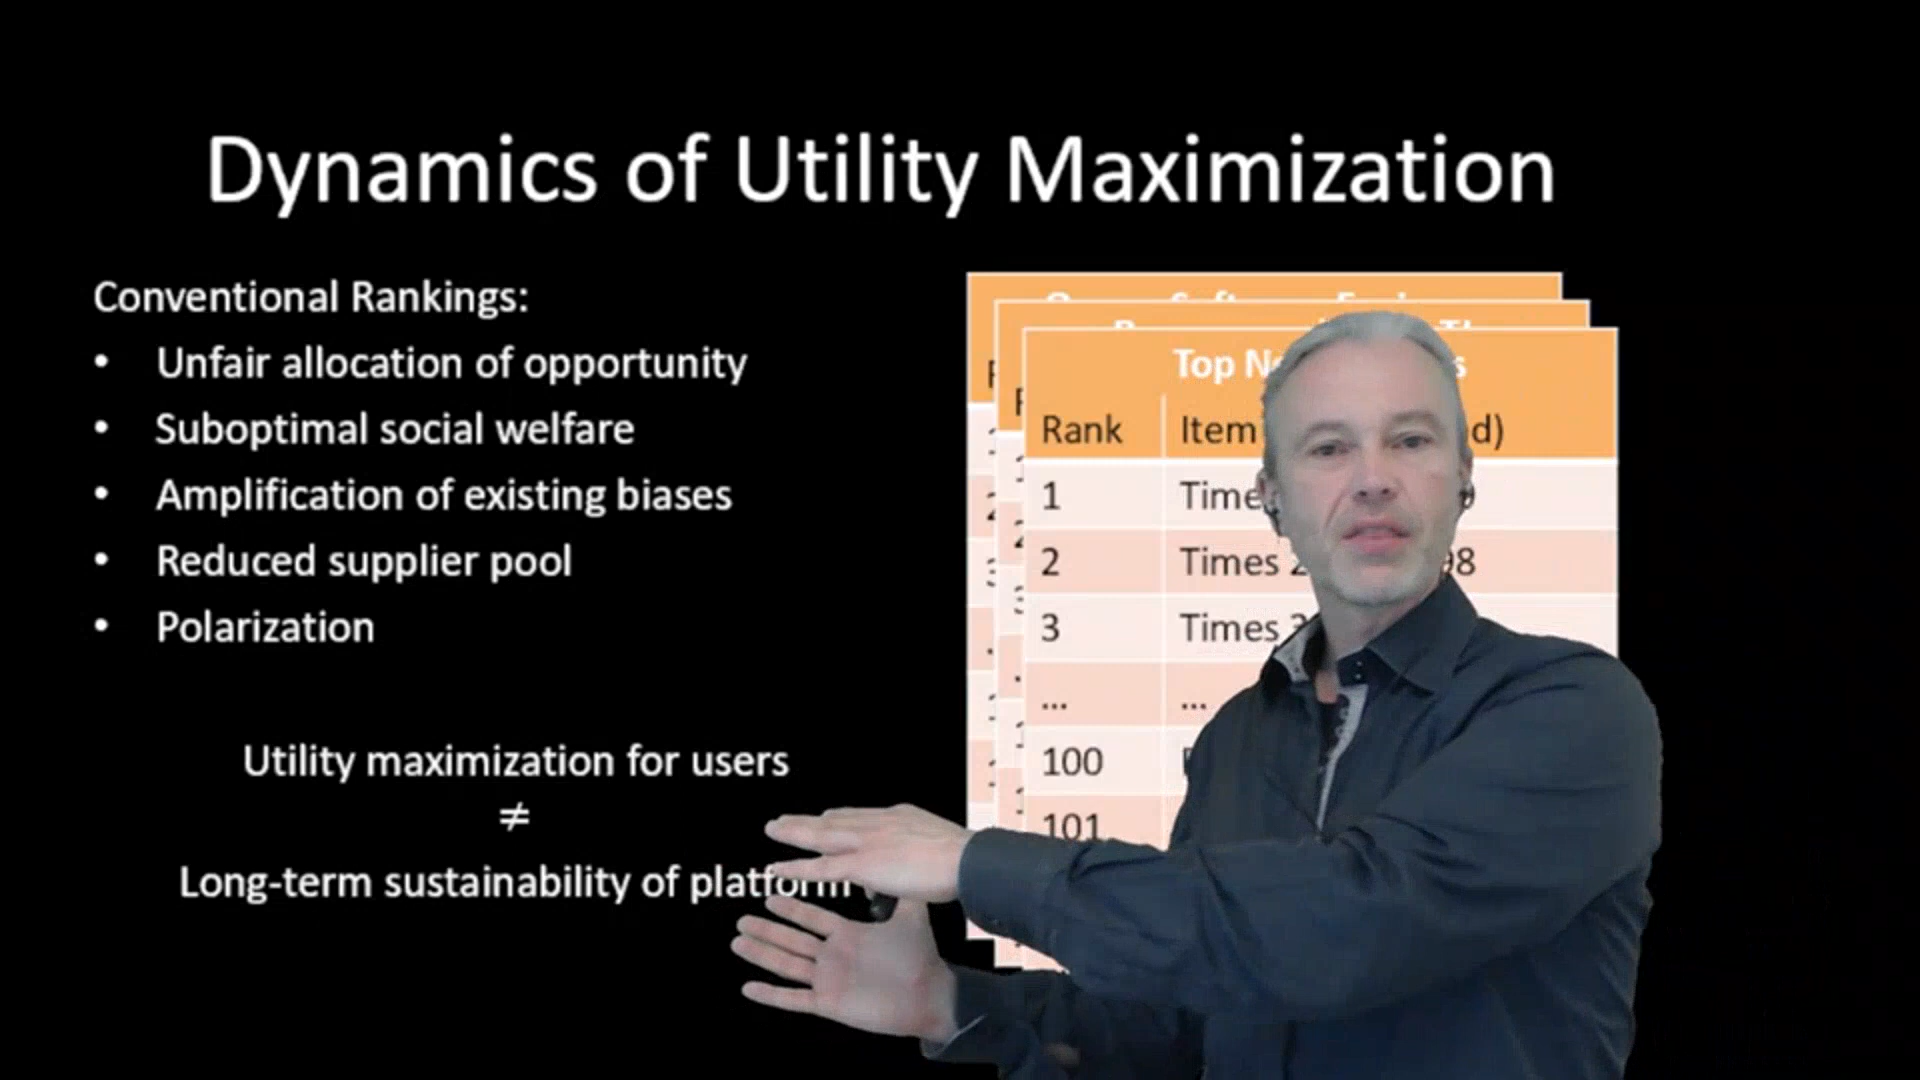 Dynamics of Utility Maximization
Conventional Rankings:
• Unfair allocation of opportunity
• Suboptimal social welfare
• Amplification of existing biases
• Reduced supplier pool
• Polarization
Utility maximization for users
≠
Long-term sustainability of platform
Top
Rank Item
1
2 Times
3 Times
... ...
100
101